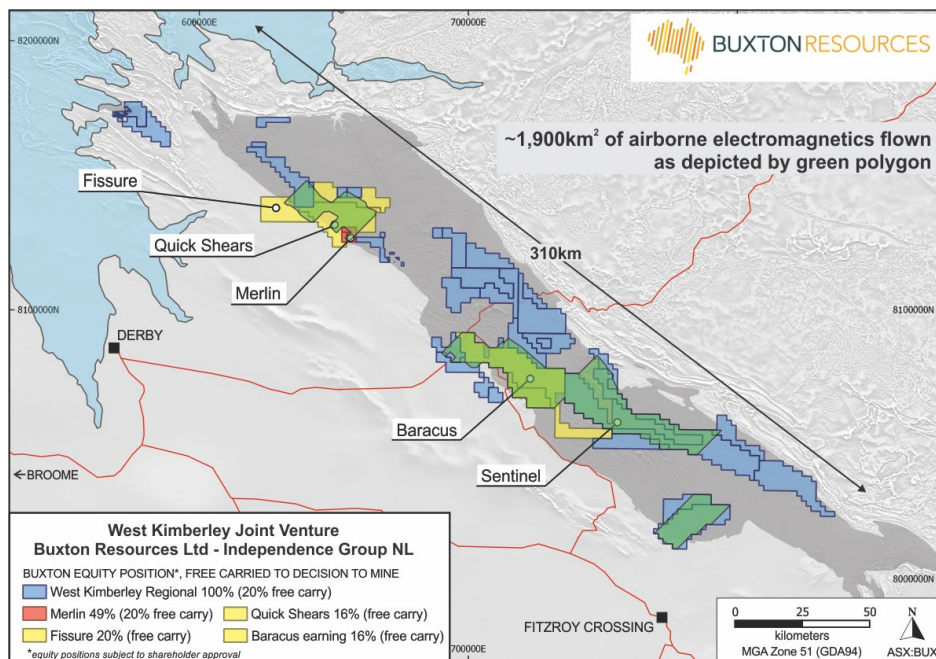 600000E
700000E
8200000N
BUXTON RESOURCES
~1,900km² of airborne electromagnetics flown
as depicted by green polygon
Fissure
Quick Shears
310km
Merlin
8100000N
8100000N
DERBY
Baracus
Sentinel
←BROOME
West Kimberley Joint Venture
Buxton Resources Ltd - Independence Group NL
BUXTON EQUITY POSITION*, FREE CARRIED TO DECISION TO MINE
West Kimberley Regional 100% (20% free carry)
Merlin 49% (20% free carry)
Quick Shears 16% (free carry)
Fissure 20% (free carry)
Baracus earning 16% (free carry)
*equity positions subject to shareholder approval
8000000N
FITZROY CROSSING
700000E
0 25 50
kilometers
MGA Zone 51 (GDA94)
N
ASX:BUX